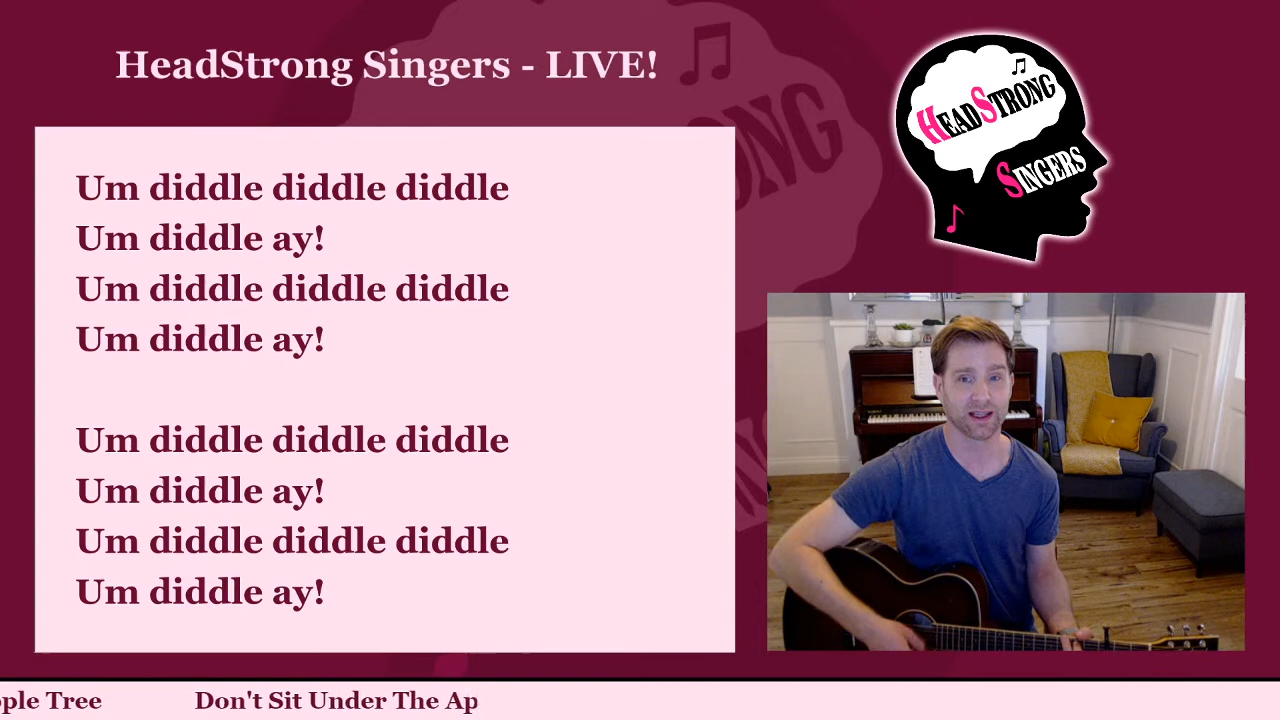 HeadStrong Singers - LIVE!
HEADSTRONG
SINGERS
Um diddle diddle diddle
Um diddle ay!
Um diddle diddle diddle
Um diddle ay!
Um diddle diddle diddle
Um diddle ay!
Um diddle diddle diddle
Um diddle ay!
ple Tree Don't Sit Under The Ap